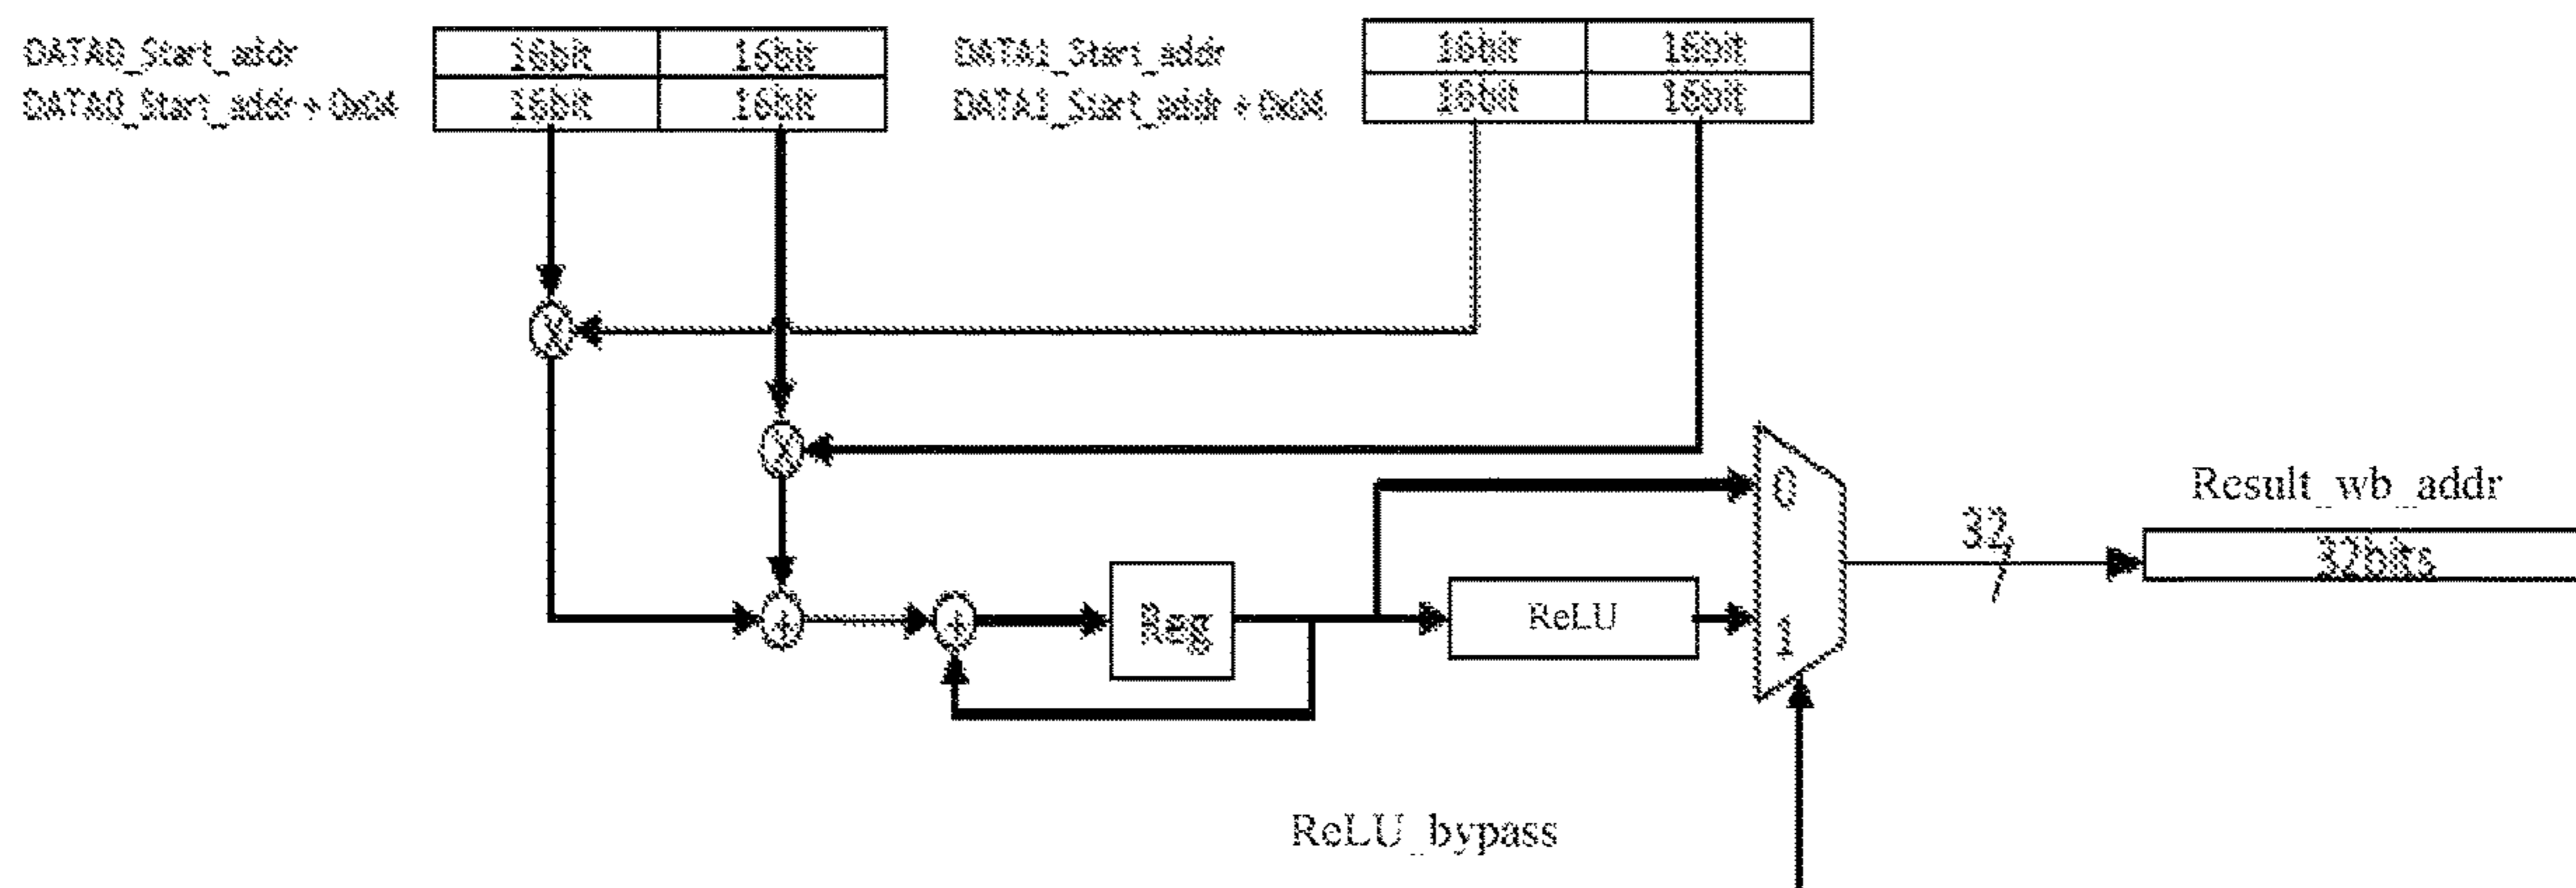 DATA0_Start_addr
16bit 16bit
DATA1_Start_addr
16bit 16bit
DATA0_Start_addr + 0x04
16bit 16bit
DATA1_Start_addr + 0x04
16bit 16bit
X
X
0
Result_wb_addr
32
32bits
+
+
Reg
ReLU
1
ReLU_bypass